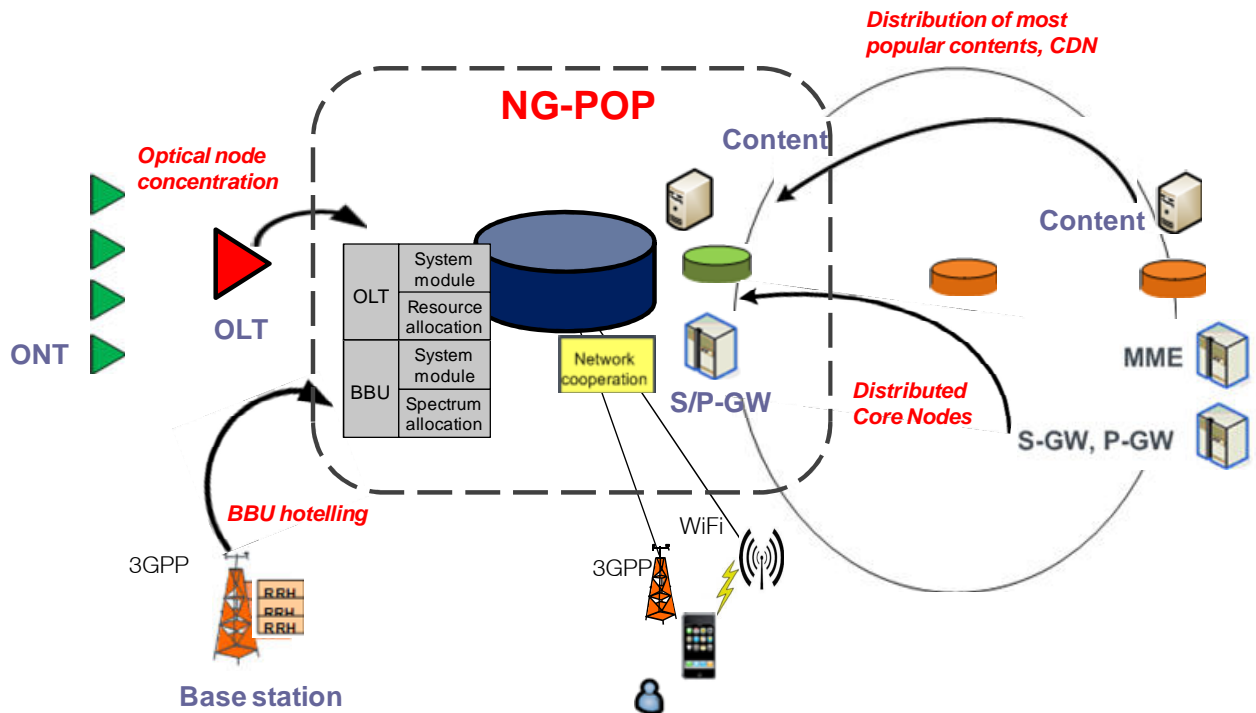 Distribution of most
popular contents, CDN
NG-POP
Content
Optical node
concentration
Content
OLT
System
module
Resource
allocation
OLT
ONT
BBU
System
module
Spectrum
allocation
Network
cooperation
S/P-GW
MME
Distributed
Core Nodes
S-GW, P-GW
BBU hotelling
WiFi
3GPP
3GPP
RRH
RRH
RRH
Base station